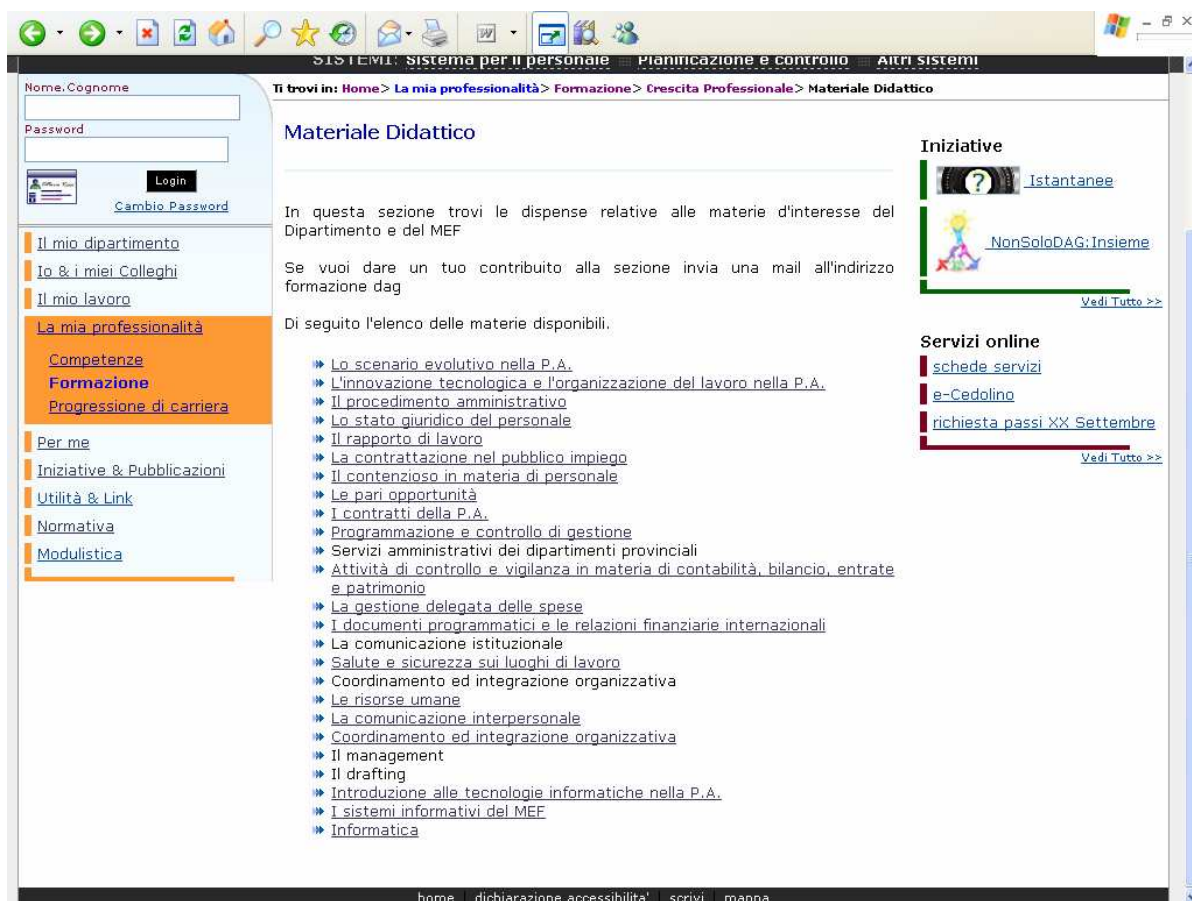 SISTEMI: Sistema per il personale Pianificazione e controllo Altri sistemi
Nome.Cognome
Password
Login
Cambio Password
Il mio dipartimento
Io & i miei Colleghi
Il mio lavoro
La mia professionalità
Competenze
Formazione
Progressione di carriera
Per me
Iniziative & Pubblicazioni
Utilità & Link
Normativa
Modulistica
Ti trovi in: Home> La mia professionalità> Formazione> Crescita Professionale> Materiale Didattico
Materiale Didattico
In questa sezione trovi le dispense relative alle materie d'interesse del
Dipartimento e del MEF
Se vuoi dare un tuo contributo alla sezione invia una mail all'indirizzo
formazione dag
Di seguito l'elenco delle materie disponibili.
Lo scenario evolutivo nella P.A.
L'innovazione tecnologica e l'organizzazione del lavoro nella P.A.
Il procedimento amministrativo
Lo stato giuridico del personale
Il rapporto di lavoro
La contrattazione nel pubblico impiego
Il contenzioso in materia di personale
Le pari opportunità
I contratti della P.A.
Programmazione e controllo di gestione
Servizi amministrativi dei dipartimenti provinciali
Attività di controllo e vigilanza in materia di contabilità, bilancio, entrate
e patrimonio
La gestione delegata delle spese
I documenti programmatici e le relazioni finanziarie internazionali
La comunicazione istituzionale
Salute e sicurezza sui luoghi di lavoro
Coordinamento ed integrazione organizzativa
Le risorse umane
La comunicazione interpersonale
Coordinamento ed integrazione organizzativa
Il management
Il drafting
Introduzione alle tecnologie informatiche nella P.A.
I sistemi informativi del MEF
Informatica
Iniziative
Istantanee
NonSoloDAG:Insieme
Vedi Tutto >>
Servizi online
schede servizi
e-Cedolino
richiesta passi XX Settembre
Vedi Tutto >>
home | dichiarazione accessibilita' | scrivi | mappa